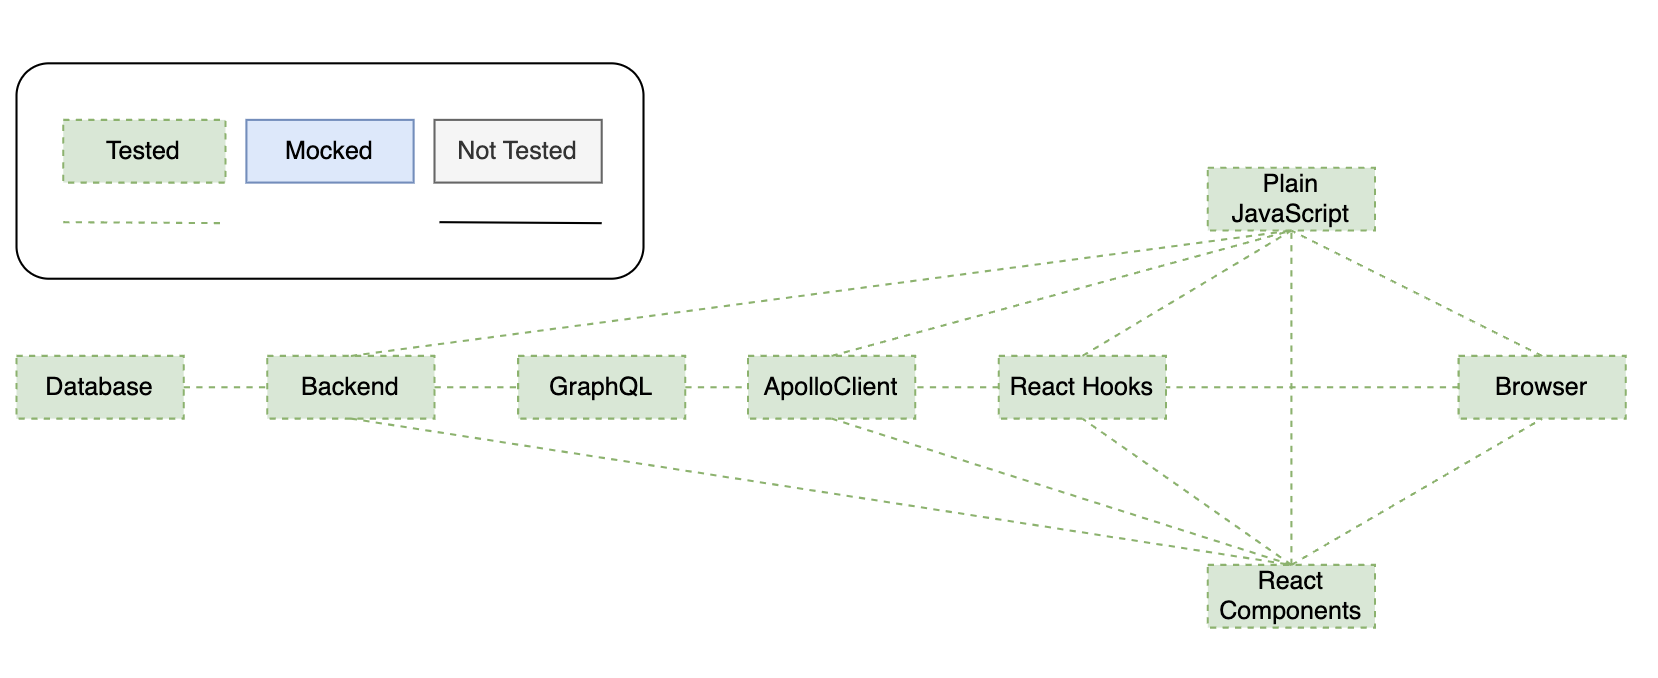 Tested
Mocked
Not Tested
Plain
JavaScript
Database
Backend
GraphQL
ApolloClient
React Hooks
Browser
React
Components